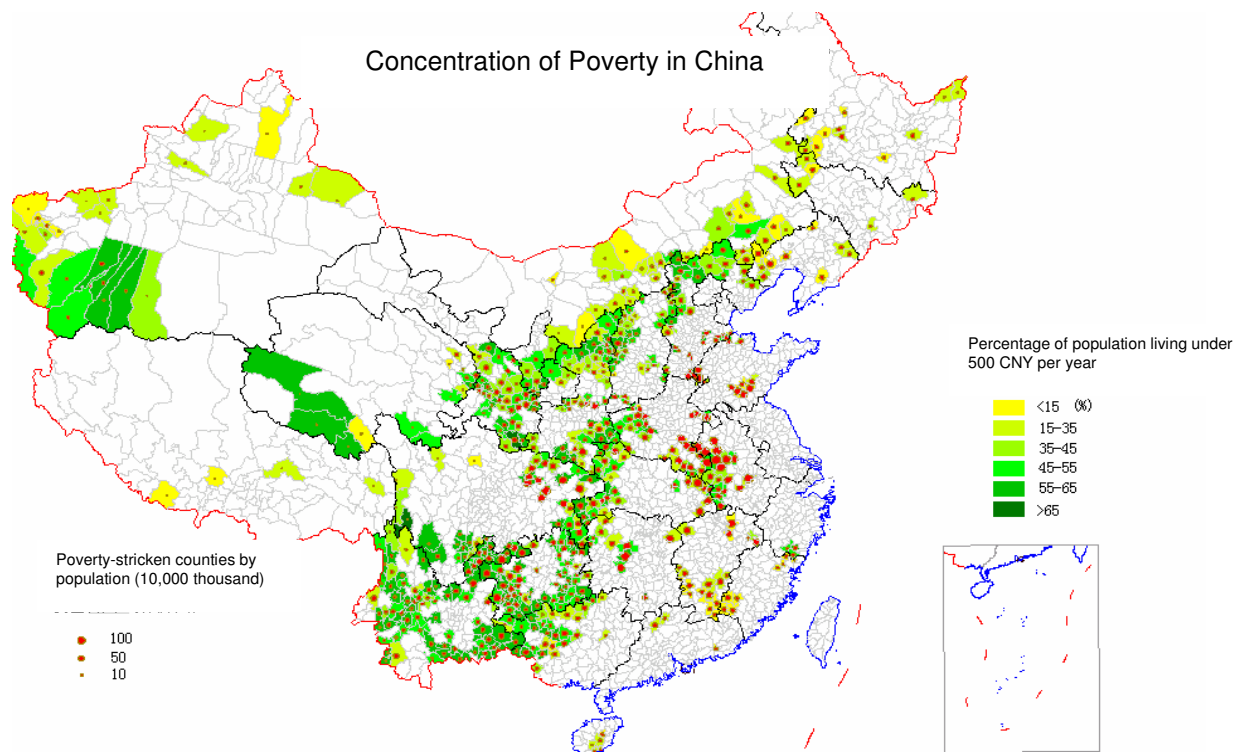 Concentration of Poverty in China
Percentage of population living under
500 CNY per year
<15 (%)
15-35
35-45
45-55
55-65
>65
Poverty-stricken counties by
population (10,000 thousand)
100
50
10